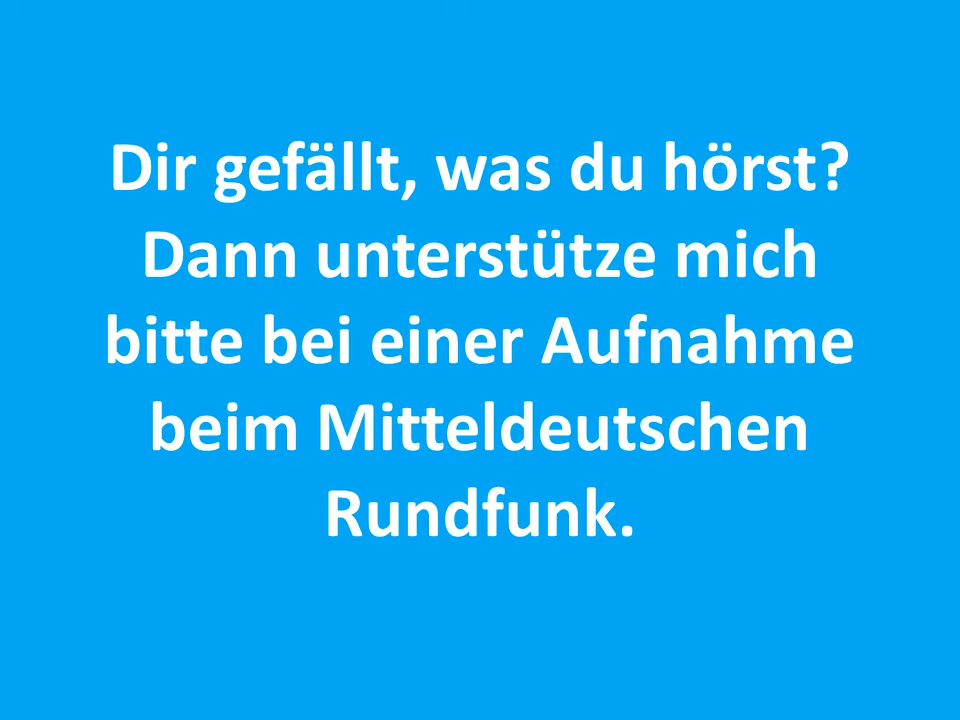 Dir gefällt, was du hörst?
Dann unterstütze mich
bitte bei einer Aufnahme
beim Mitteldeutschen
Rundfunk.